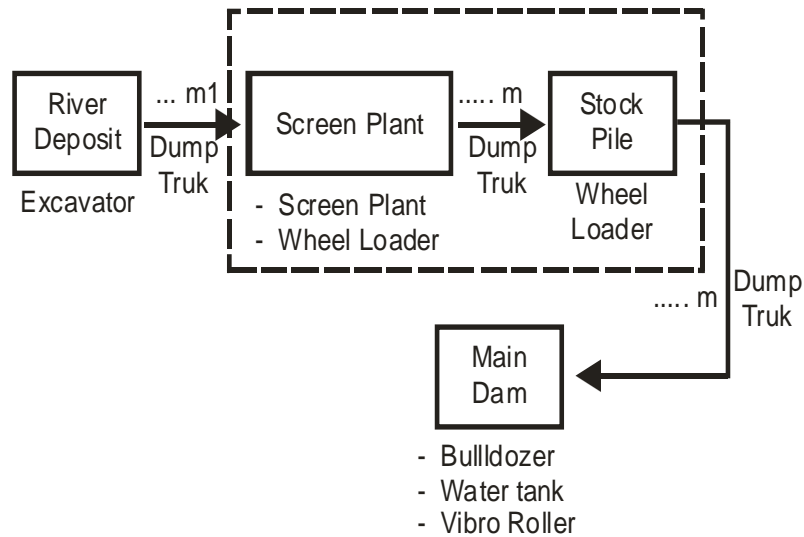 River
Deposit
Excavator
... m1
Dump
Truk
Screen Plant
- Screen Plant
- Wheel Loader
..... m
Dump
Truk
Stock
Pile
Wheel
Loader
..... m
Dump
Truk
Main
Dam
- Bullldozer
- Water tank
- Vibro Roller